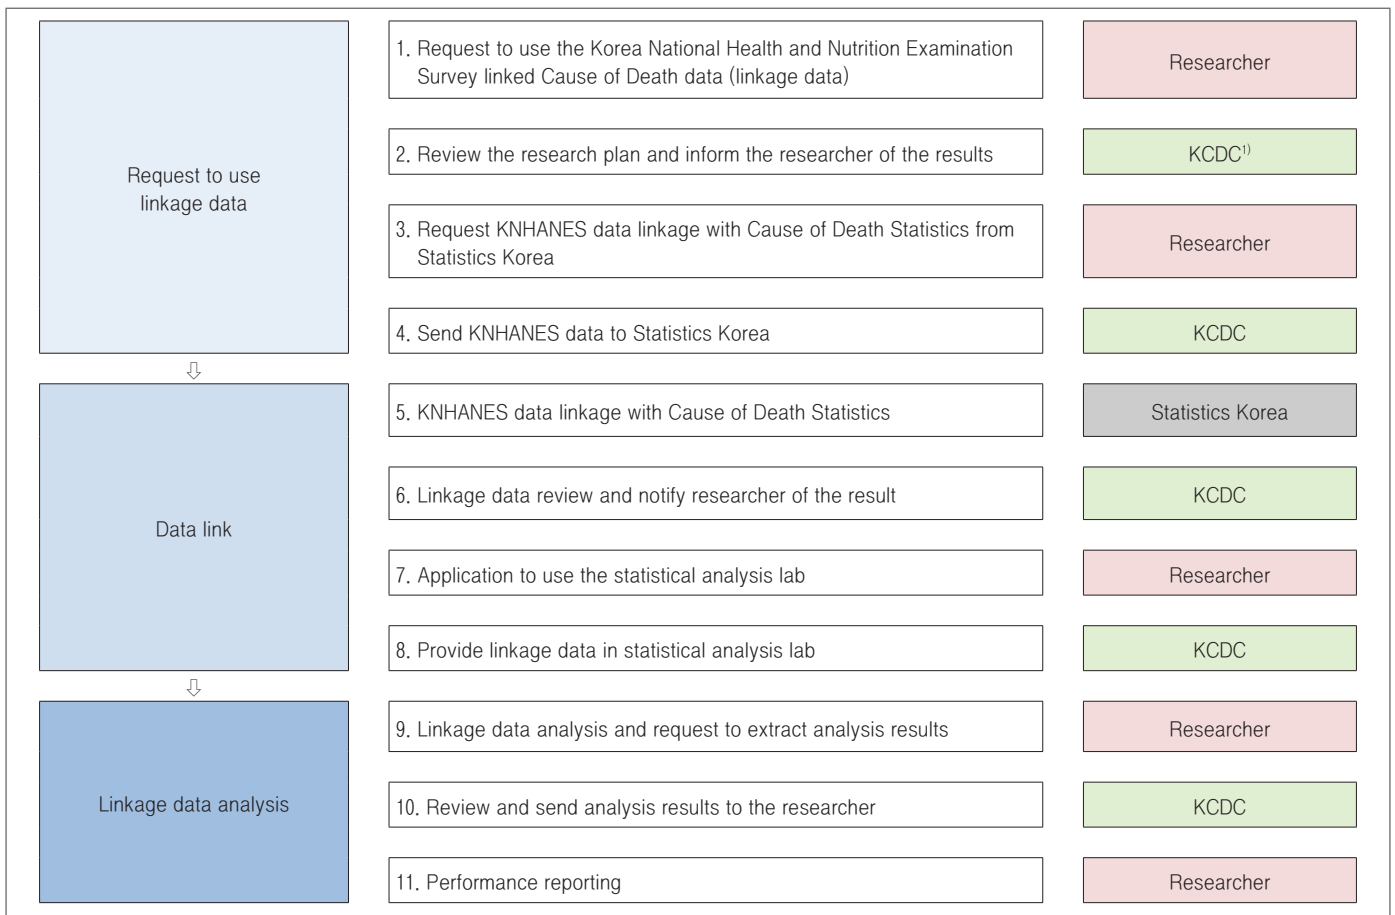 Request to use
linkage data
1. Request to use the Korea National Health and Nutrition Examination
Survey linked Cause of Death data (linkage data)
Researcher
2. Review the research plan and inform the researcher of the results
KCDC¹⁾
3. Request KNHANES data linkage with Cause of Death Statistics from
Statistics Korea
Researcher
4. Send KNHANES data to Statistics Korea
KCDC
⇩
Data link
5. KNHANES data linkage with Cause of Death Statistics
Statistics Korea
6. Linkage data review and notify researcher of the result
KCDC
7. Application to use the statistical analysis lab
Researcher
8. Provide linkage data in statistical analysis lab
KCDC
⇩
Linkage data analysis
9. Linkage data analysis and request to extract analysis results
Researcher
10. Review and send analysis results to the researcher
KCDC
11. Performance reporting
Researcher